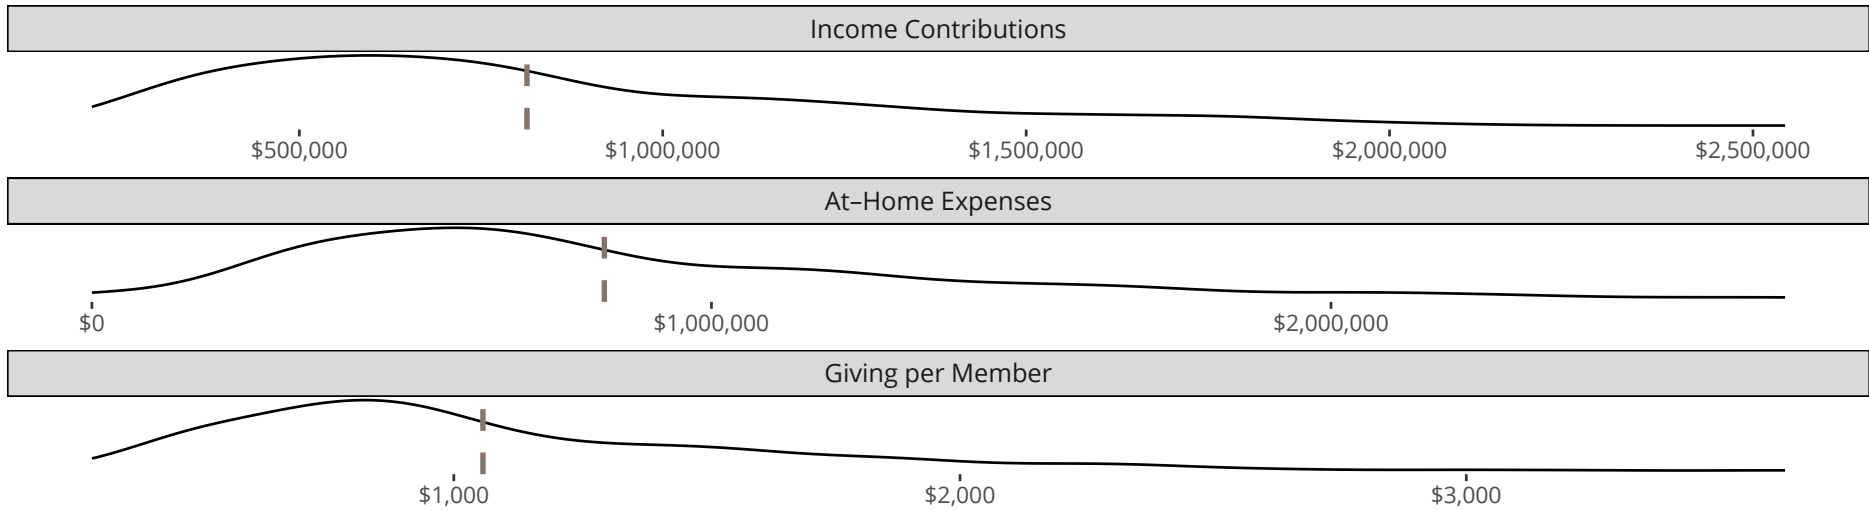 Income Contributions
$500,000 $1,000,000 $1,500,000 $2,000,000 $2,500,000
At–Home Expenses
$0 $1,000,000 $2,000,000
Giving per Member
$1,000 $2,000 $3,000